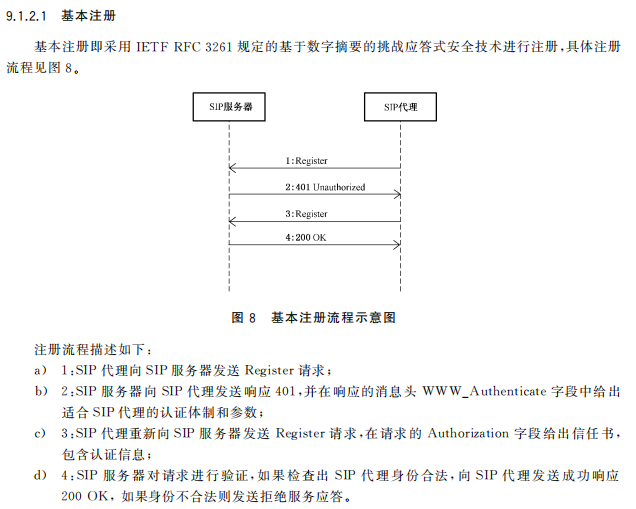 9.1.2.1 基本注册
基本注册即采用 IETF RFC 3261 规定的基于数字摘要的挑战应答式安全技术进行注册,具体注册
流程见图 8。
SIP服务器
SIP代理
1:Register
2:401 Unauthorized
3:Register
4:200 OK
图 8 基本注册流程示意图
注册流程描述如下:
a) 1:SIP 代理向 SIP 服务器发送 Register 请求;
b) 2:SIP 服务器向 SIP 代理发送响应 401,并在响应的消息头 WWW_Authenticate 字段中给出
适合 SIP 代理的认证体制和参数;
c) 3:SIP 代理重新向 SIP 服务器发送 Register 请求,在请求的 Authorization 字段给出信任书,
包含认证信息;
d) 4:SIP 服务器对请求进行验证,如果检查出 SIP 代理身份合法,向 SIP 代理发送成功响应
200 OK, 如果身份不合法则发送拒绝服务应答。